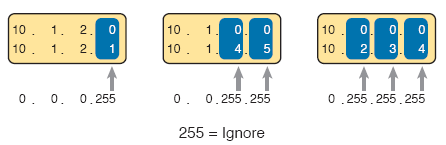 10 . 1 . 2 . 0
10 . 1 . 2 . 1
0 . 0 . 0 . 255
10 . 1 . 0 . 0
10 . 1 . 4 . 5
0 . 0 . 255 . 255
10 . 0 . 0 . 0
10 . 2 . 3 . 4
0 . 255 . 255 . 255
255 = Ignore